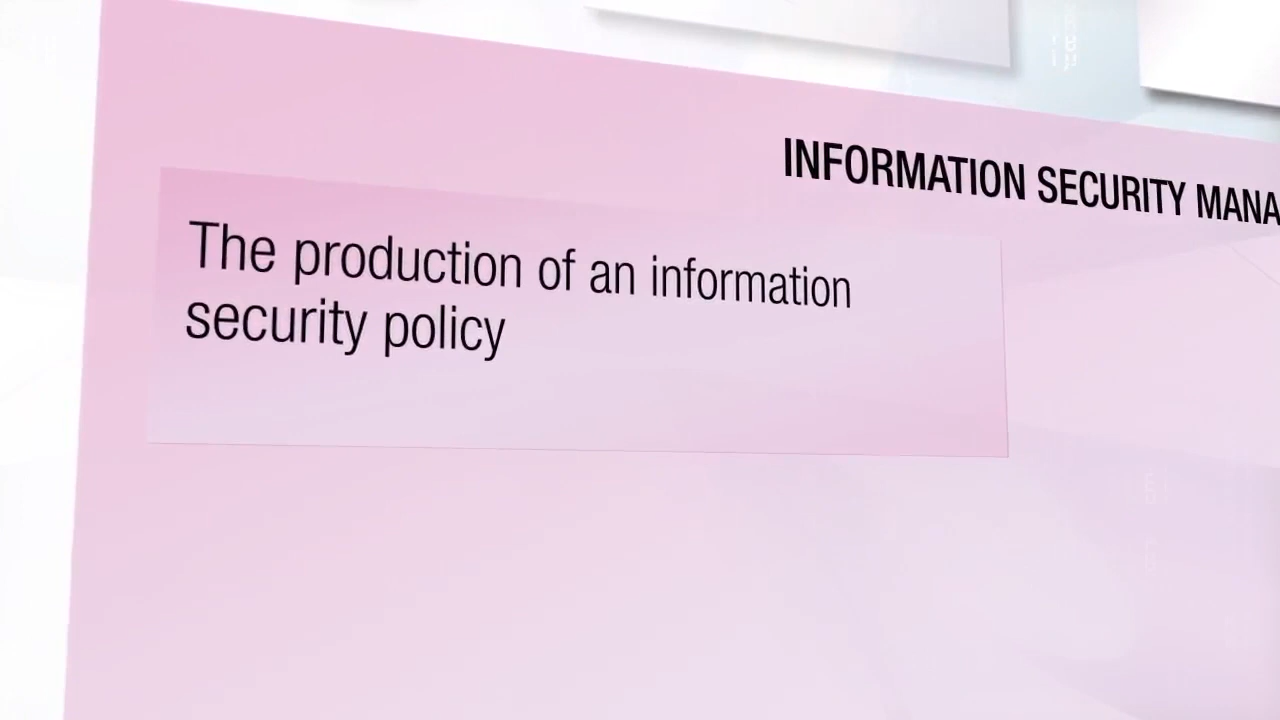 INFORMATION SECURITY MANA
The production of an information
security policy